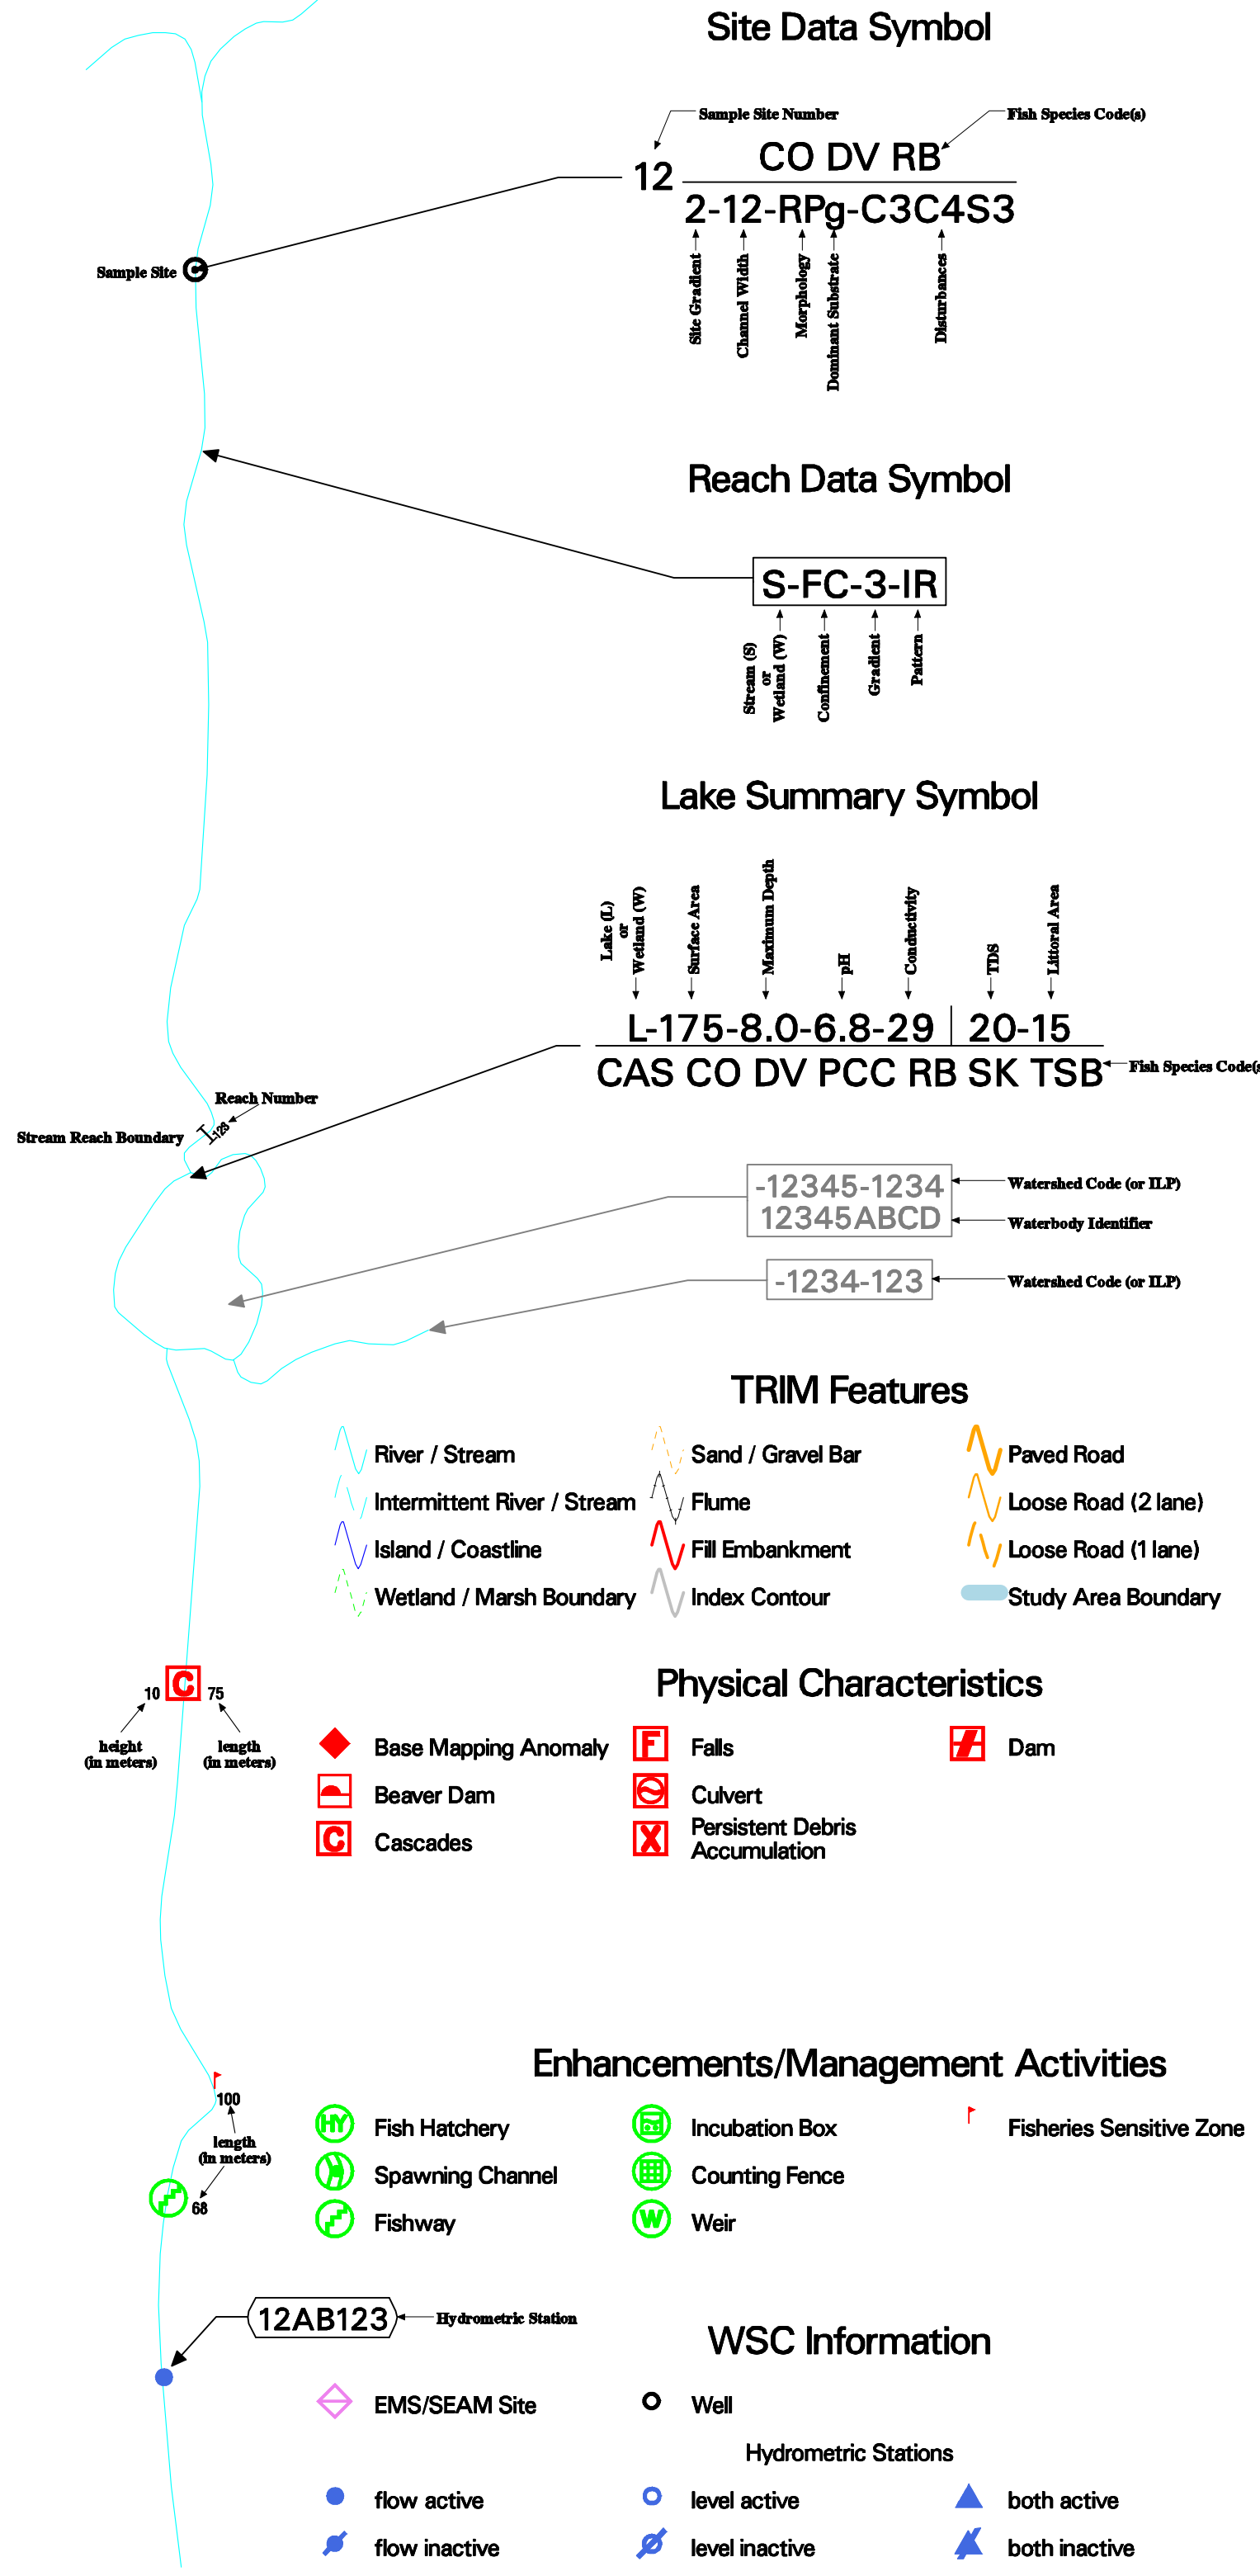 Site Data Symbol
Sample Site Number
Fish Species Code(s)
12
CO DV RB
2-12-RPg-C3C4S3
Sample Site
Site Gradient
Channel Width
Morphology
Dominant Substrate
Disturbances
Reach Data Symbol
S-FC-3-IR
Stream (S)
or
Wetland (W)
Confinement
Gradient
Pattern
Lake Summary Symbol
Lake (L)
or
Wetland (W)
Surface Area
Maximum Depth
pH
Conductivity
TDS
Littoral Area
L-175-8.0-6.8-29 20-15
CAS CO DV PCC RB SK TSB
Fish Species Code(s
Reach Number
123
Stream Reach Boundary
-12345-1234
Watershed Code (or ILP)
12345ABCD
Waterbody Identifier
-1234-123
Watershed Code (or ILP)
TRIM Features
River / Stream
Sand / Gravel Bar
Paved Road
Intermittent River / Stream
Flume
Loose Road (2 lane)
Island / Coastline
Fill Embankment
Loose Road (1 lane)
Wetland / Marsh Boundary
Index Contour
Study Area Boundary
Physical Characteristics
10
C
75
height
(in meters)
length
(in meters)
Base Mapping Anomaly
F
Falls
Dam
Beaver Dam
Culvert
C
Cascades
X
Persistent Debris
Accumulation
Enhancements/Management Activities
100
length
(in meters)
68
HY
Fish Hatchery
Incubation Box
Fisheries Sensitive Zone
Spawning Channel
Counting Fence
Fishway
W
Weir
12AB123
Hydrometric Station
WSC Information
EMS/SEAM Site
Well
Hydrometric Stations
flow active
level active
both active
flow inactive
level inactive
both inactive